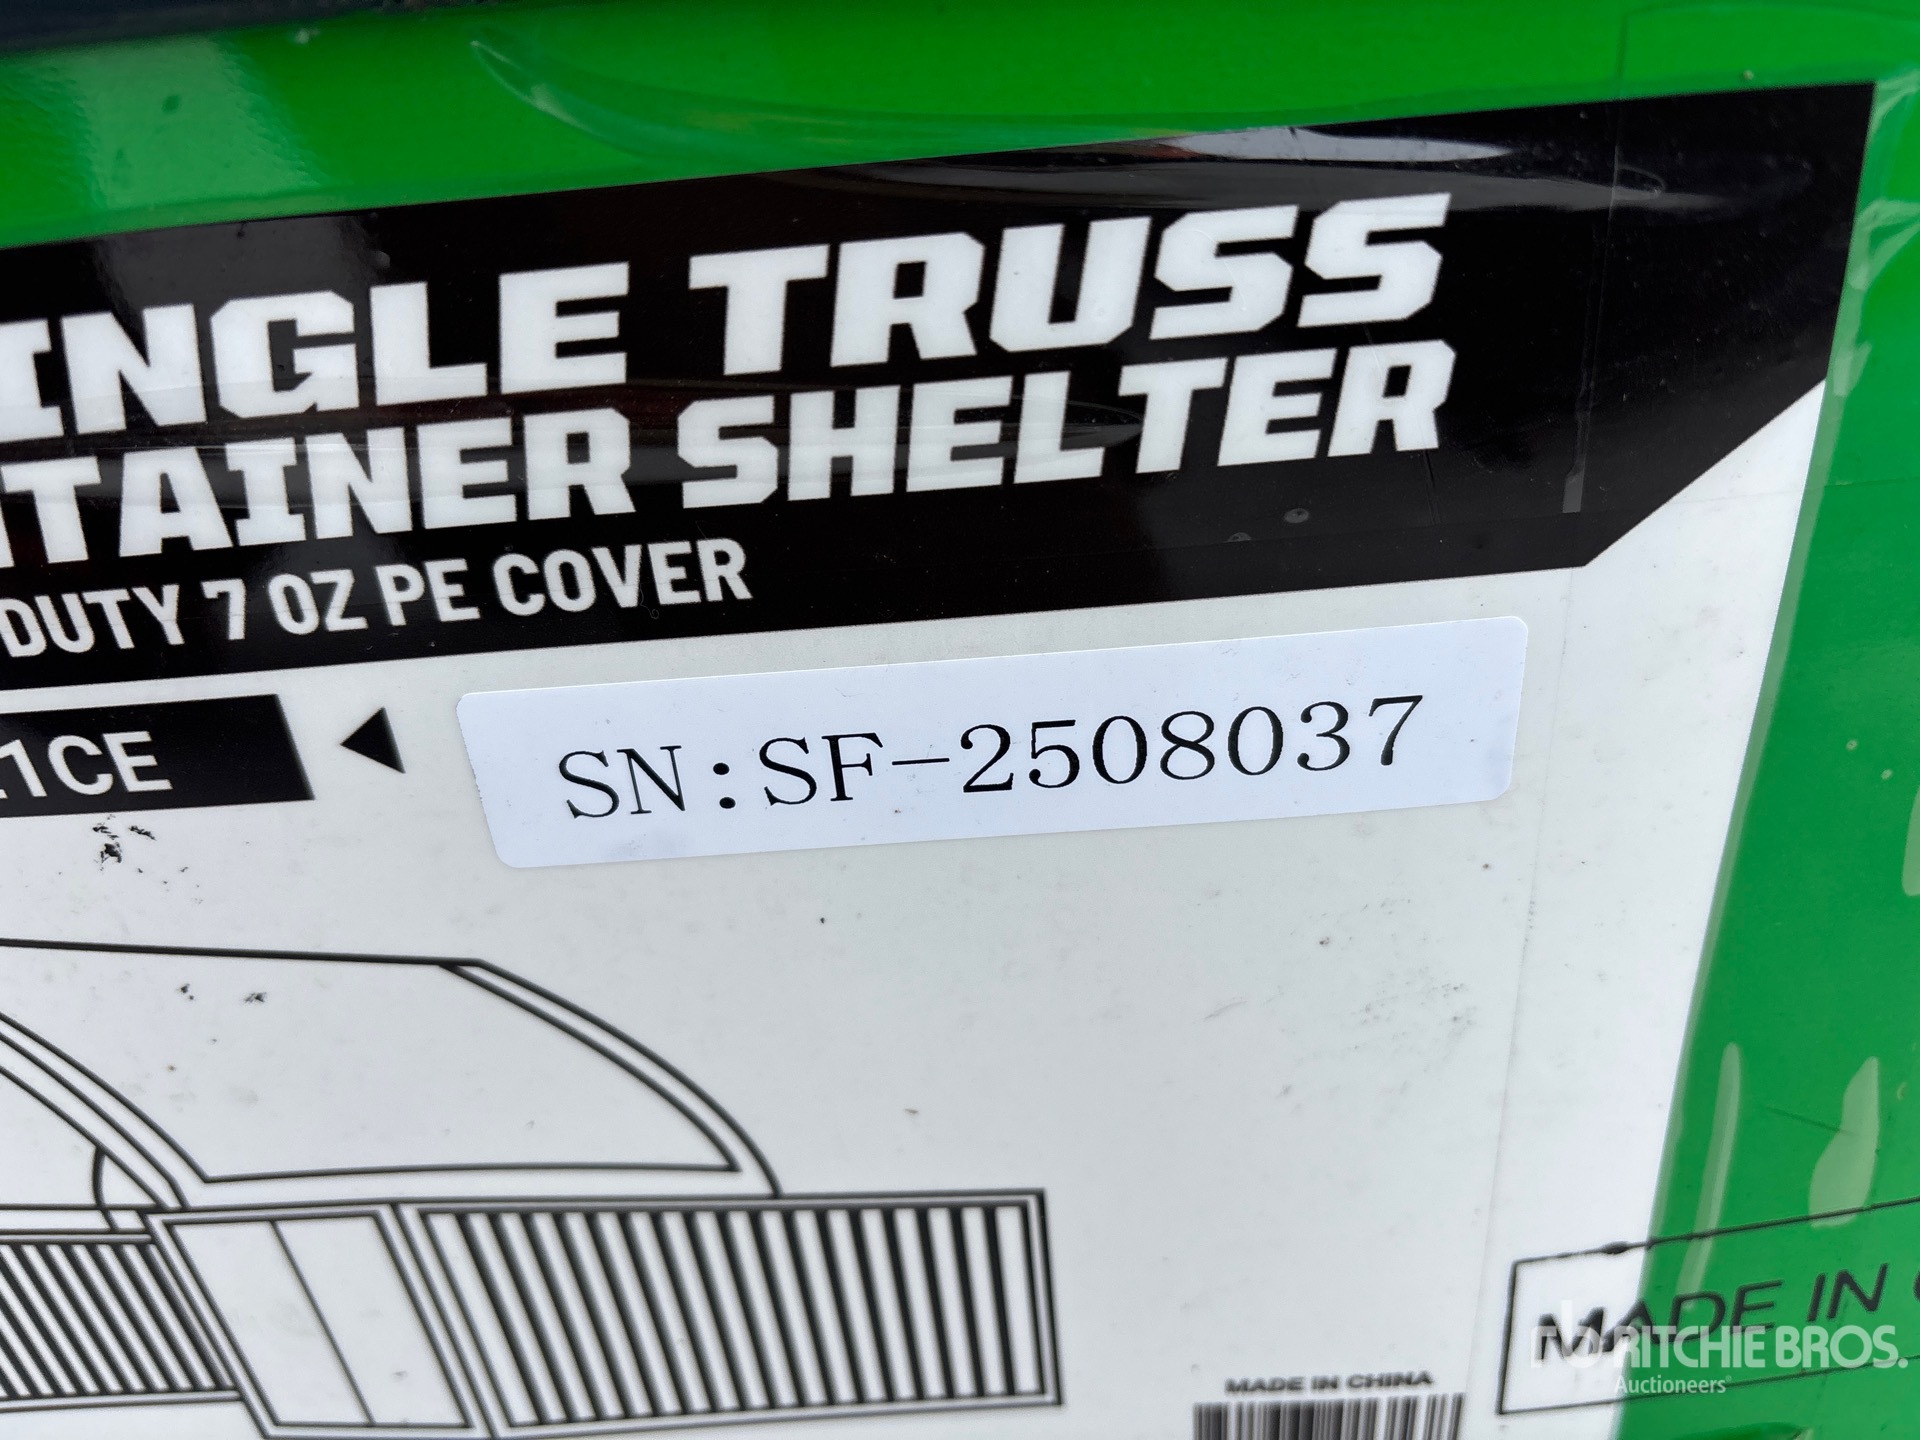 INGLE TRUSS
NTAINER SHELTER
DUTY 7 OZ PE COVER
1CE
SN:SF-2508037
MADE IN
MADE IN CHINA
RITCHIE BROS.
Auctioneers